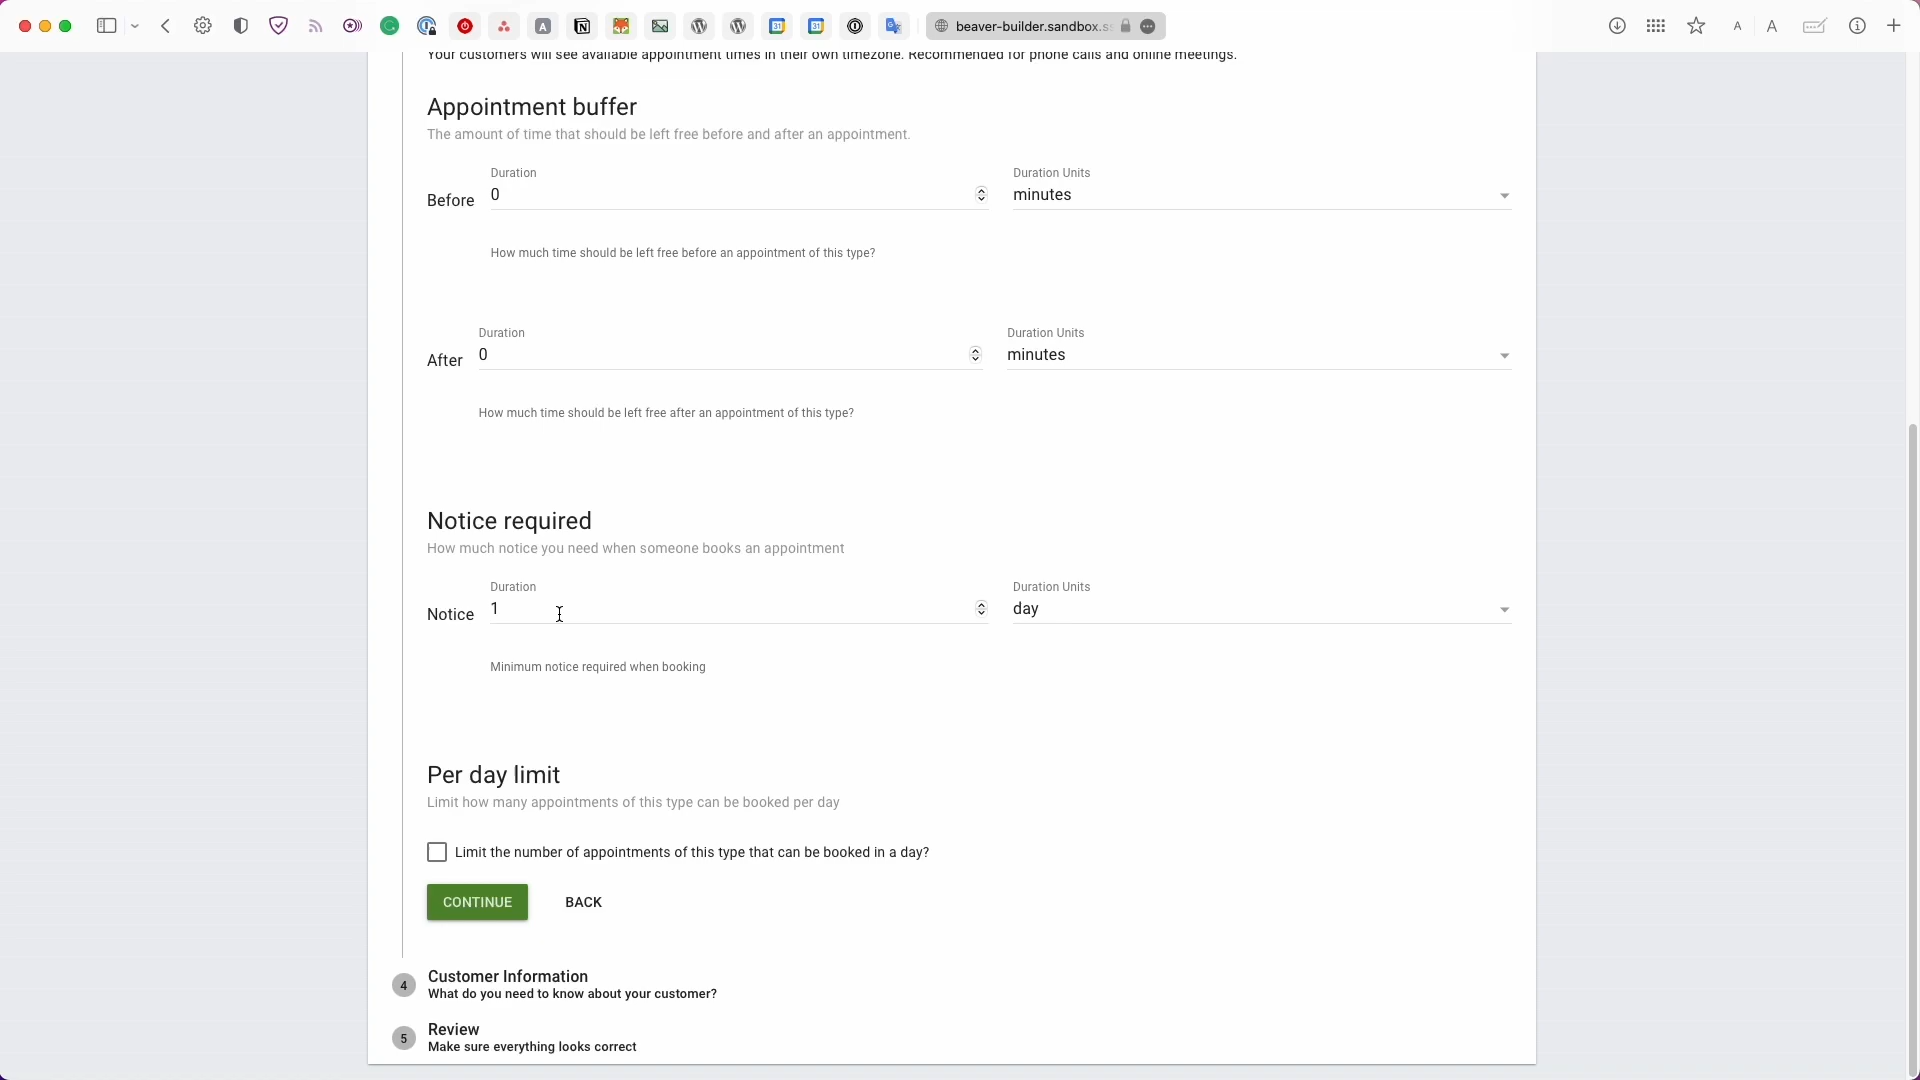 beaver-builder.sandbox.s
A A
Your customers will see available appointment times in their own timezone. Recommended for phone calls and online meetings.
Appointment buffer
The amount of time that should be left free before and after an appointment.
Duration Duration Units
Before 0 minutes
How much time should be left free before an appointment of this type?
Duration Duration Units
After 0 minutes
How much time should be left free after an appointment of this type?
Notice required
How much notice you need when someone books an appointment
Duration Duration Units
Notice 1 day
Minimum notice required when booking
Per day limit
Limit how many appointments of this type can be booked per day
Limit the number of appointments of this type that can be booked in a day?
CONTINUE BACK
4 Customer Information
What do you need to know about your customer?
5 Review
Make sure everything looks correct